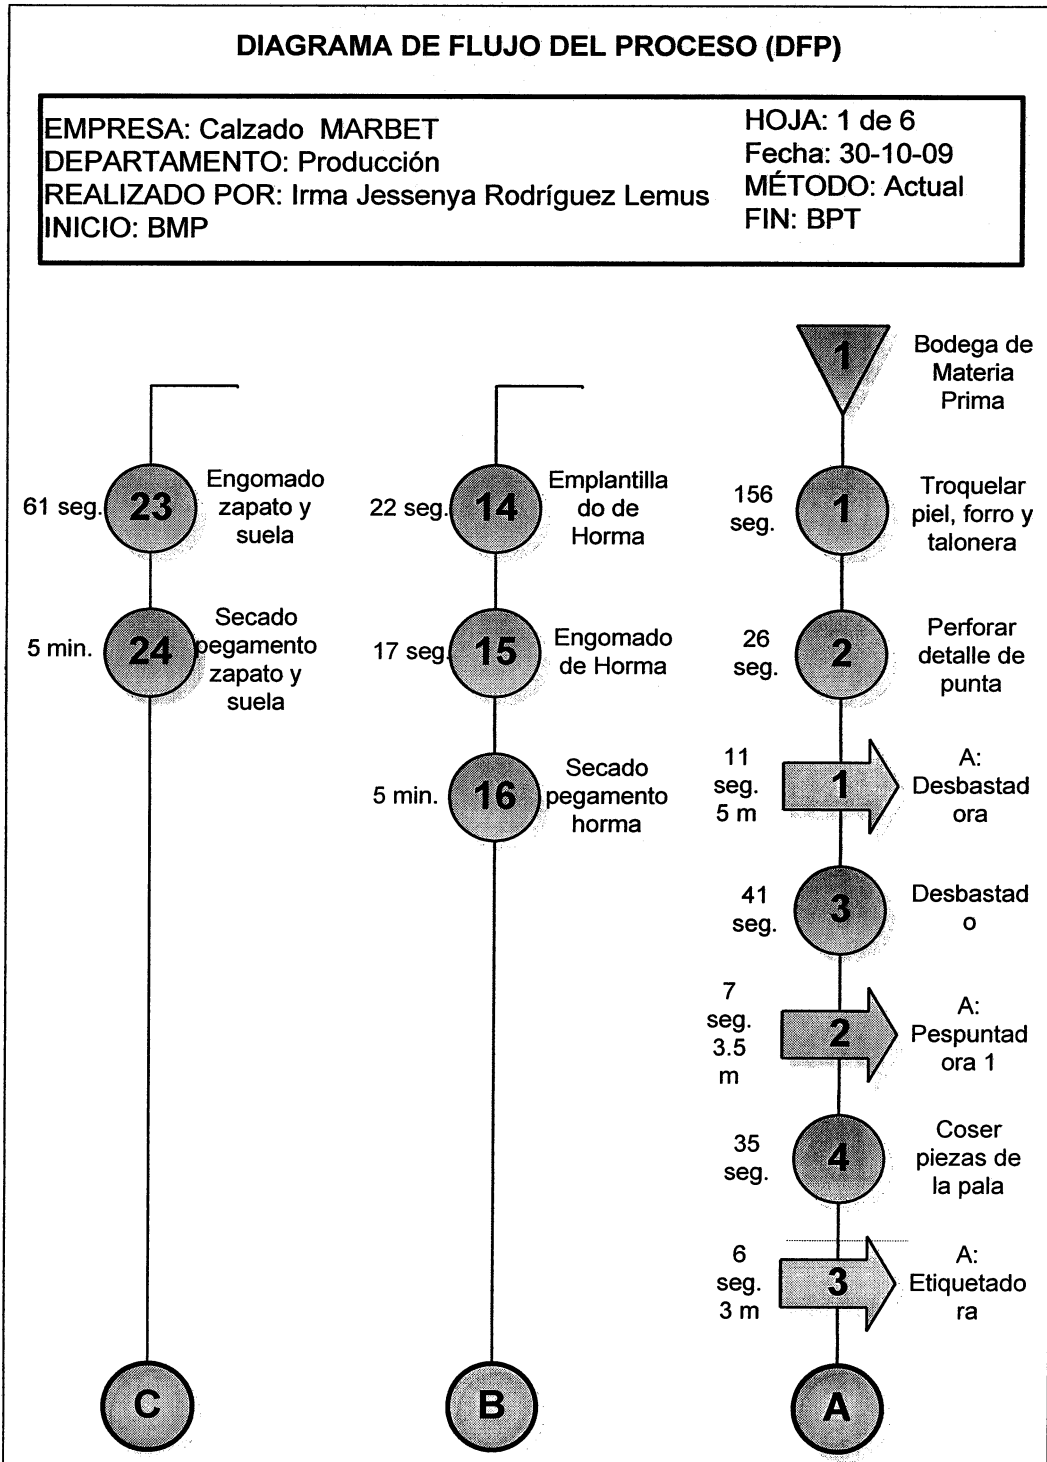 DIAGRAMA DE FLUJO DEL PROCESO (DFP)
EMPRESA: Calzado MARBET
DEPARTAMENTO: Producción
REALIZADO POR: Irma Jessenya Rodríguez Lemus
INICIO: BMP
HOJA: 1 de 6
Fecha: 30-10-09
MÉTODO: Actual
FIN: BPT
61 seg.
23
Engomado
zapato y
suela
5 min.
24
Secado
pegamento
zapato y
suela
C
22 seg.
14
Emplantilla
do de
Horma
17 seg.
15
Engomado
de Horma
5 min.
16
Secado
pegamento
horma
B
1
Bodega de
Materia
Prima
156
seg.
1
Troquelar
piel, forro y
talonera
26
seg.
2
Perforar
detalle de
punta
11
seg.
5 m
1
A:
Desbastad
ora
41
seg.
3
Desbastad
o
7
seg.
3.5
m
2
A:
Pespuntad
ora 1
35
seg.
4
Coser
piezas de
la pala
6
seg.
3 m
3
A:
Etiquetado
ra
A